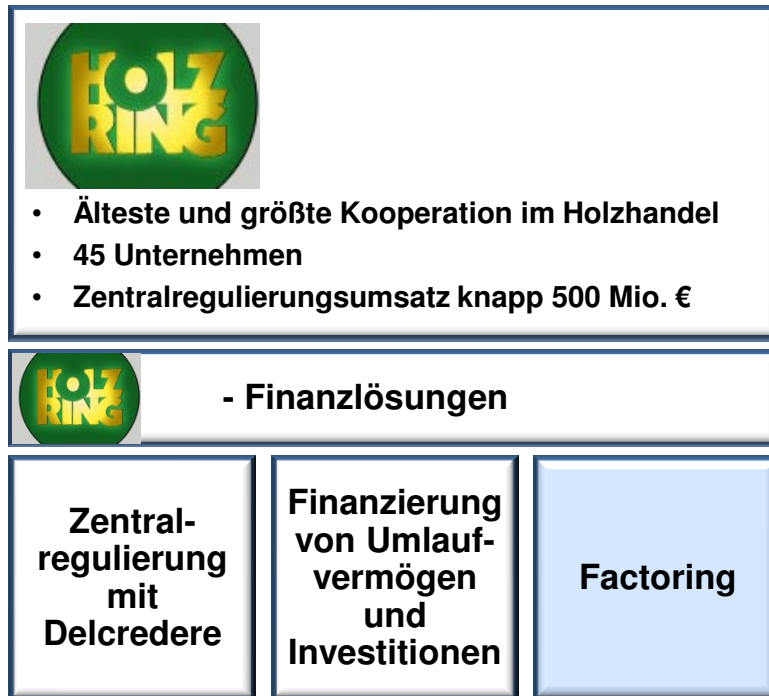 HOLZ
RING
• Älteste und größte Kooperation im Holzhandel
• 45 Unternehmen
• Zentralregulierungsumsatz knapp 500 Mio. €
HOLZ
RING
- Finanzlösungen
Zentral-
regulierung
mit
Delcredere
Finanzierung
von Umlauf-
vermögen
und
Investitionen
Factoring